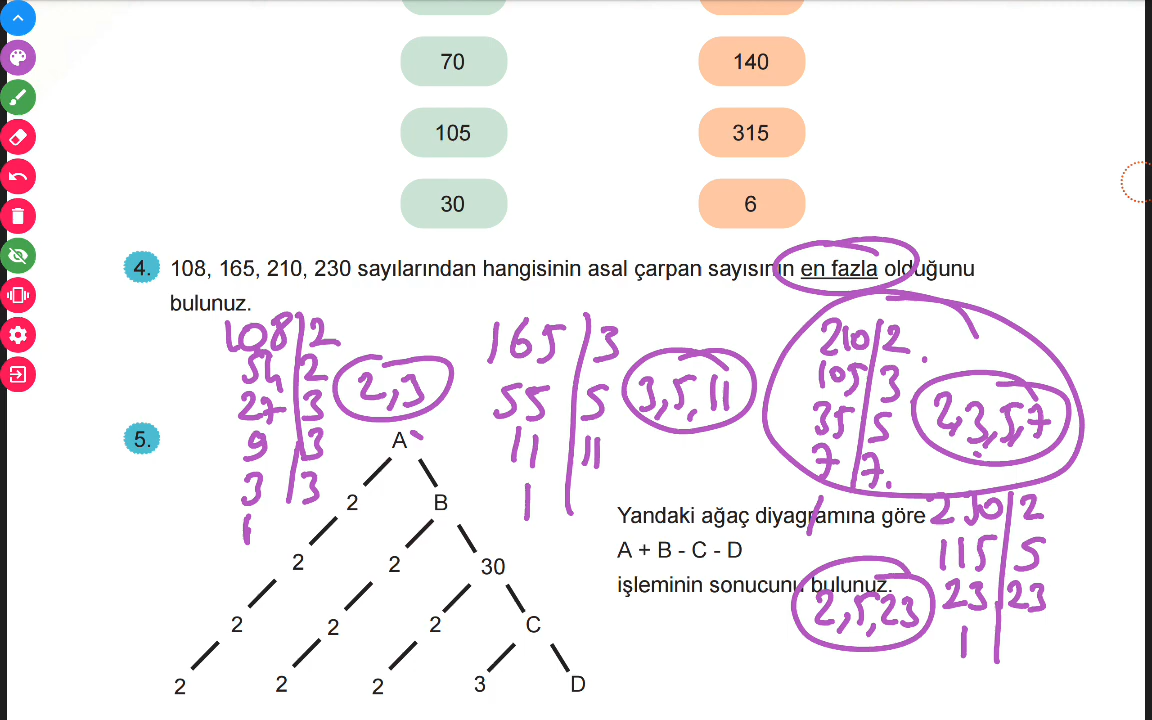 70 140
105 315
30 6
4. 108, 165, 210, 230 sayılarından hangisinin asal çarpan sayısının en fazla olduğunu
bulunuz.
108 2
54 2
27 3
9 3
3 3
1
2,3
165 3
55 5
11 11
1
3,5,11
210 2
105 3
35 5
7 7
1
2,3,5,7
230 2
115 5
23 23
1
2,5,23
5.
A
2 B
2 2 30
2 2 2 C
2 2 2 3 D
Yandaki ağaç diyagramına göre
A + B - C - D
işleminin sonucunu bulunuz.